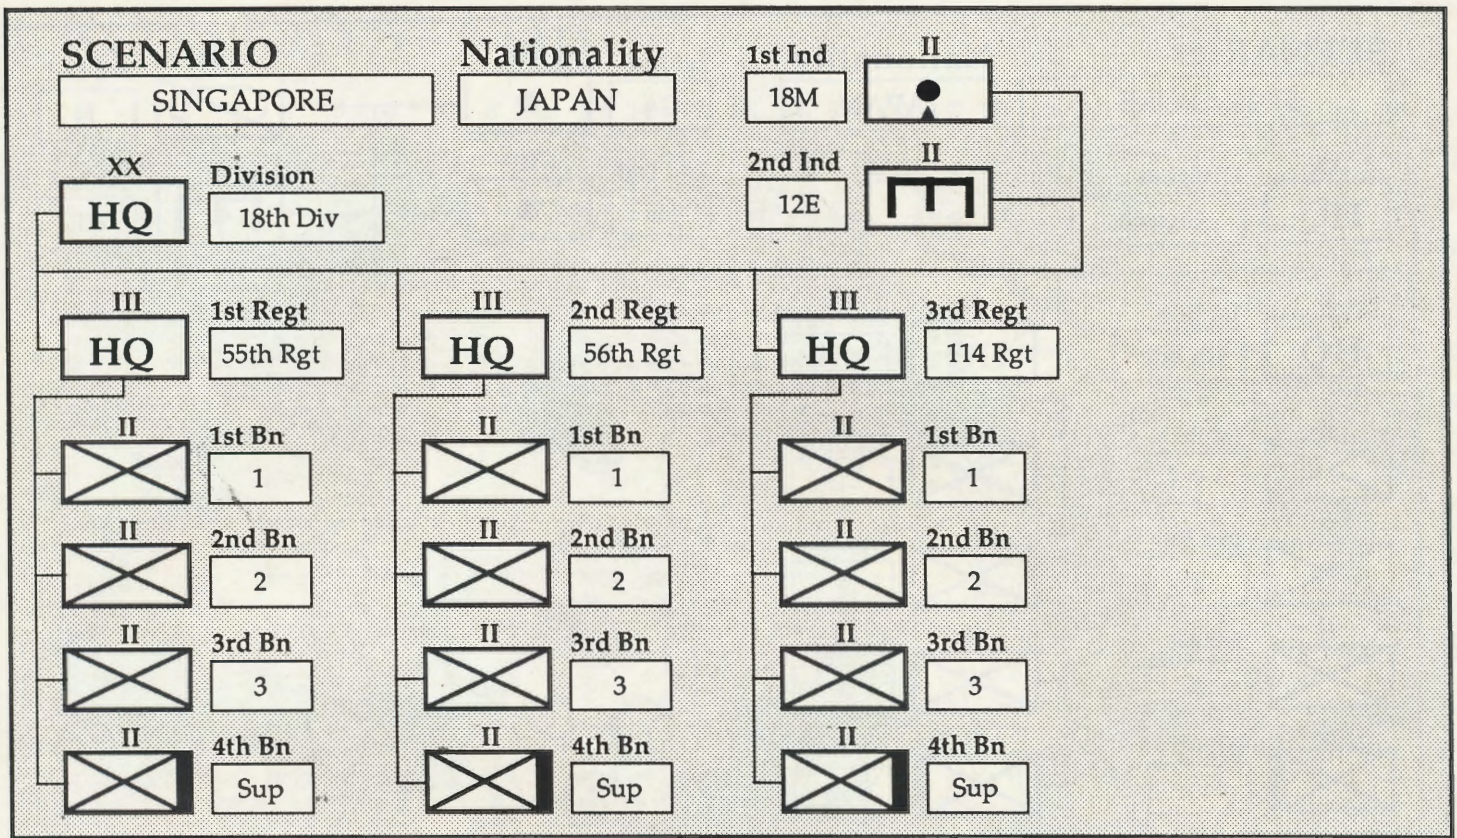 SCENARIO
SINGAPORE
Nationality
JAPAN
1st Ind
18M
II
2nd Ind
12E
II
XX
HQ
Division
18th Div
III
HQ
1st Regt
55th Rgt
III
HQ
2nd Regt
56th Rgt
III
HQ
3rd Regt
114 Rgt
II
1st Bn
1
II
1st Bn
1
II
1st Bn
1
II
2nd Bn
2
II
2nd Bn
2
II
2nd Bn
2
II
3rd Bn
3
II
3rd Bn
3
II
3rd Bn
3
II
4th Bn
Sup
II
4th Bn
Sup
II
4th Bn
Sup